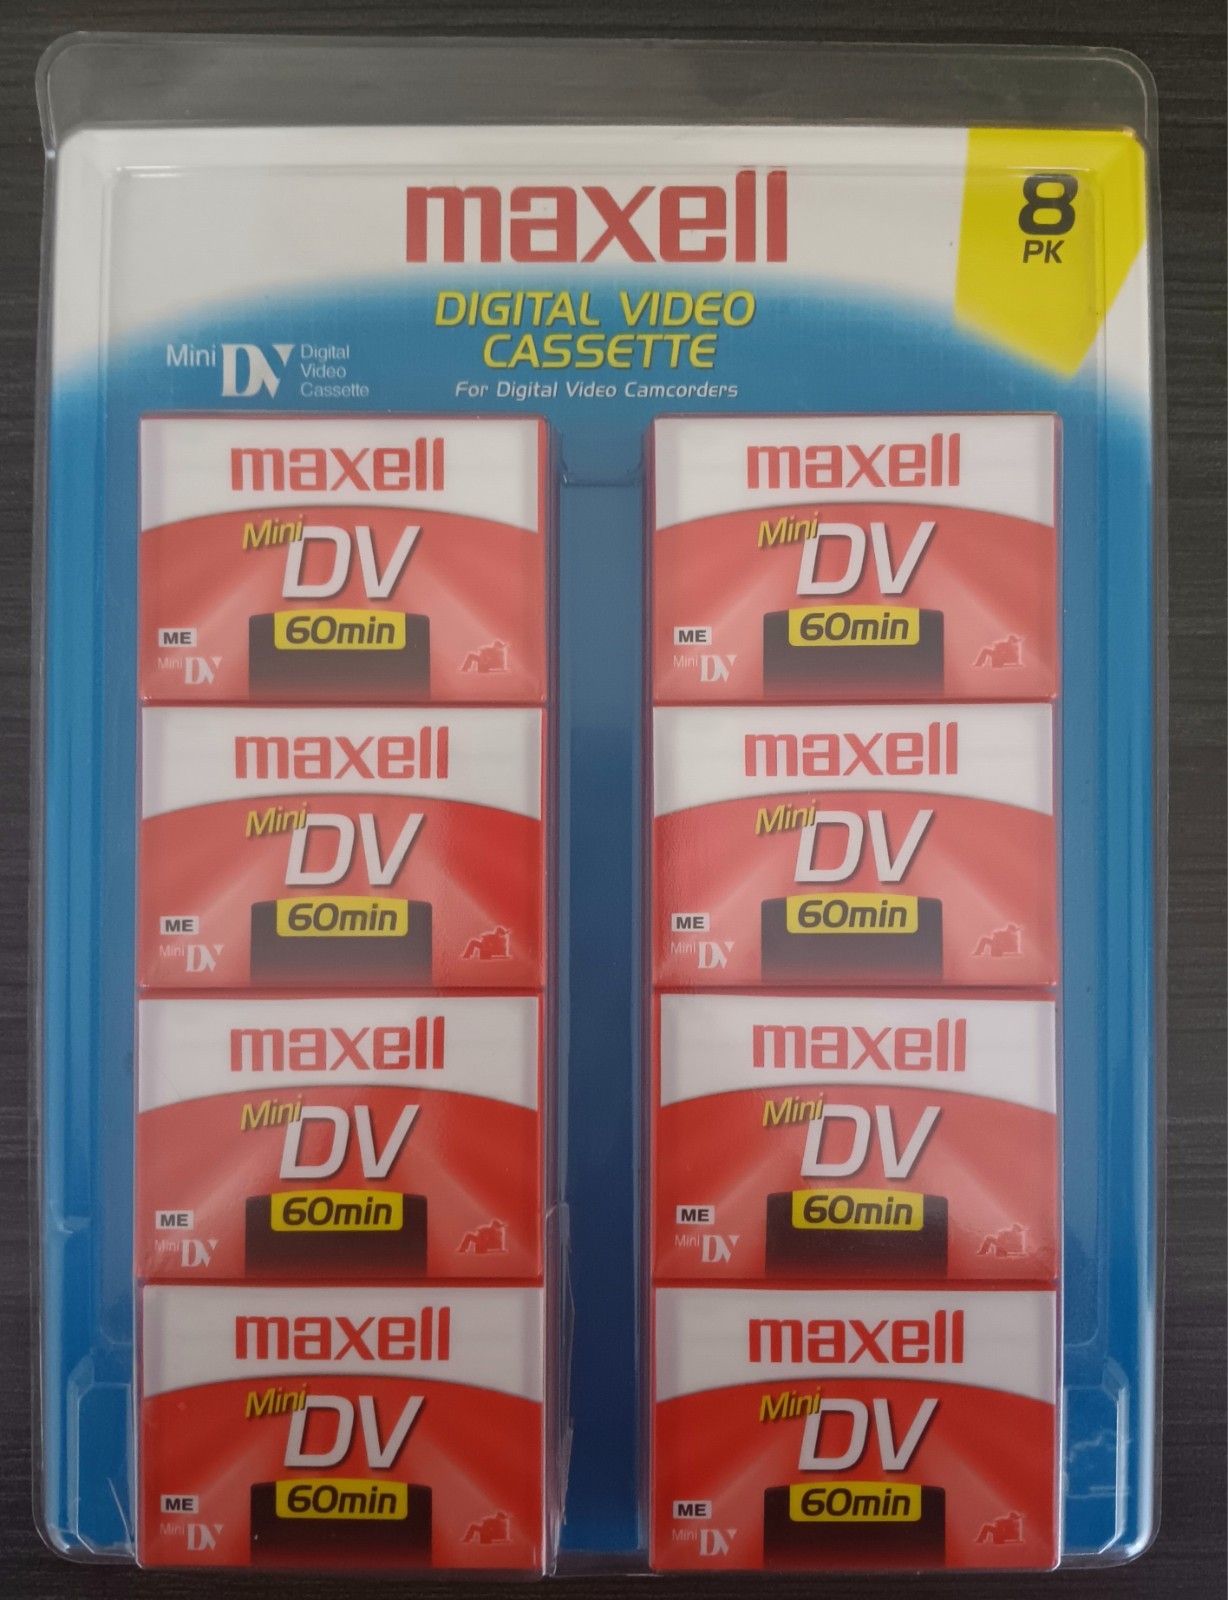 maxell
8
PK
DIGITAL VIDEO
CASSETTE
For Digital Video Camcorders
Mini DV Digital
Video
Cassette
maxell
Mini DV
60min
ME
Mini DV
maxell
Mini DV
60min
ME
Mini DV
maxell
Mini DV
60min
ME
Mini DV
maxell
Mini DV
60min
ME
Mini DV
maxell
Mini DV
60min
ME
Mini DV
maxell
Mini DV
60min
ME
Mini DV
maxell
Mini DV
60min
ME
Mini DV
maxell
Mini DV
60min
ME
Mini DV